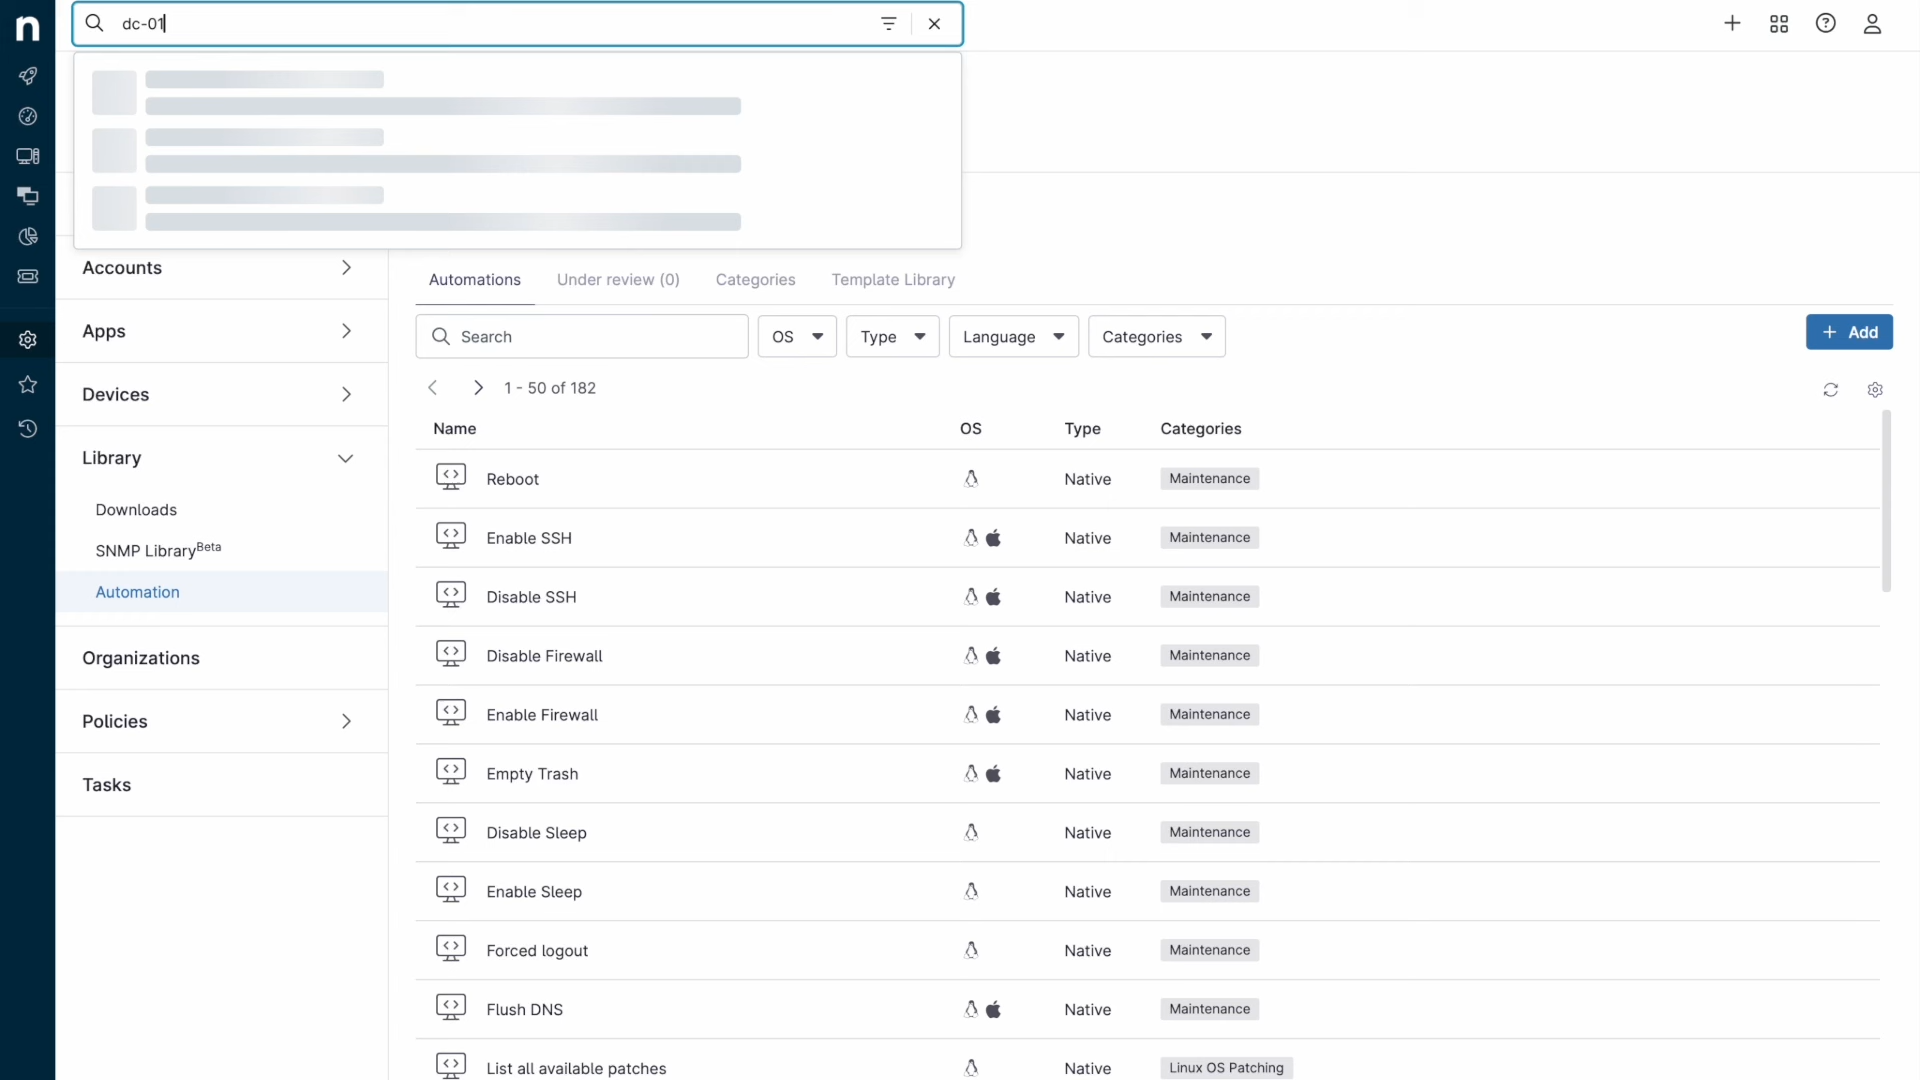 n
dc-01
Accounts
Apps
Devices
Library
Downloads
SNMP Library Beta
Automation
Organizations
Policies
Tasks
Automations Under review (0) Categories Template Library
Search OS Type Language Categories + Add
1 - 50 of 182
Name OS Type Categories
Reboot Native Maintenance
Enable SSH Native Maintenance
Disable SSH Native Maintenance
Disable Firewall Native Maintenance
Enable Firewall Native Maintenance
Empty Trash Native Maintenance
Disable Sleep Native Maintenance
Enable Sleep Native Maintenance
Forced logout Native Maintenance
Flush DNS Native Maintenance
List all available patches Native Linux OS Patching